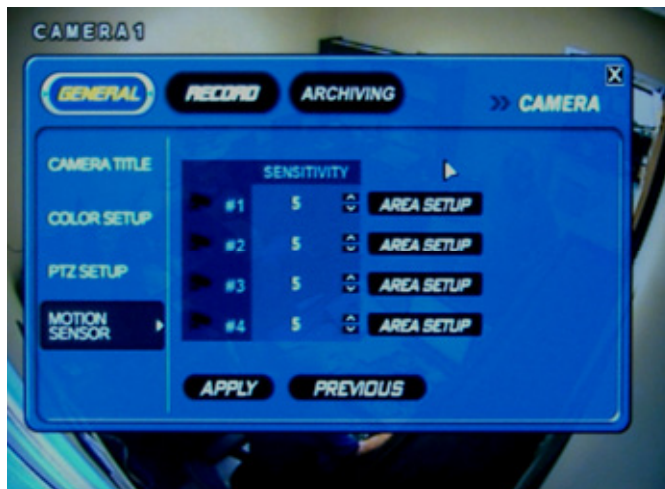 CAMERA1
GENERAL RECORD ARCHIVING X
» CAMERA
CAMERA TITLE
COLOR SETUP
PTZ SETUP
MOTION
SENSOR
SENSITIVITY
#1 5 AREA SETUP
#2 5 AREA SETUP
#3 5 AREA SETUP
#4 5 AREA SETUP
APPLY PREVIOUS